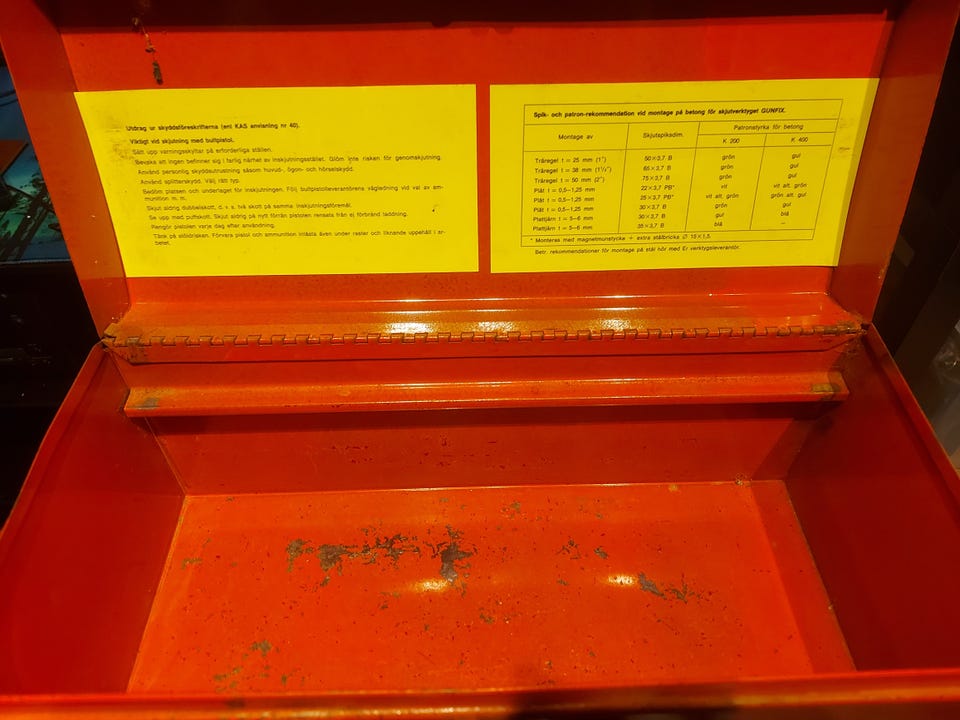 Utdrag ur skyddsföreskrifterna (enl KAS anvisning nr 40).
Viktigt vid skjutning med bultpistol.
Sätt upp varningsskyltar på erforderliga ställen.
Bevaka att ingen befinner sig i farlig närhet av inskjutningsstället. Glöm inte risken för genomskjutning.
Använd personlig skyddsutrustning såsom huvud-, ögon- och hörselskydd.
Använd splitterskydd. Välj rätt typ.
Bedöm platsen och underlaget för inskjutningen. Följ bultpistolleverantörens vägledning vid val av am-
munition m. m.
Skjut aldrig dubbelskott, d. v. s. två skott på samma inskjutningsföremål.
Se upp med puffskott. Skjut aldrig på nytt förrän pistolen rensats från ej förbränd laddning.
Rengör pistolen varje dag efter användning.
Tänk på stöldrisken. Förvara pistol och ammunition inlåsta även under raster och liknande uppehåll i ar-
betet.
Spik- och patron-rekommendation vid montage på betong för skjutverktyget GUNFIX.
Montage av Skjutspiksdim. Patronstyrka för betong
K 200 K 400
Träregel t = 25 mm (1") 50×3,7 B grön gul
Träregel t = 38 mm (1½") 65×3,7 B grön gul
Träregel t = 50 mm (2") 75×3,7 B grön gul
Plåt t = 0,5–1,25 mm 22×3,7 PB* vit vit alt. grön
Plåt t = 0,5–1,25 mm 25×3,7 PB* vit alt. grön grön alt. gul
Plåt t = 0,5–1,25 mm 30×3,7 B grön gul
Plattjärn t = 5–6 mm 30×3,7 B gul blå
Plattjärn t = 5–6 mm 35×3,7 B blå –
* Monteras med magnetmunstycke + extra stålbricka Ø 15×1,5.
Betr. rekommendationer för montage på stål hör med Er verktygsleverantör.